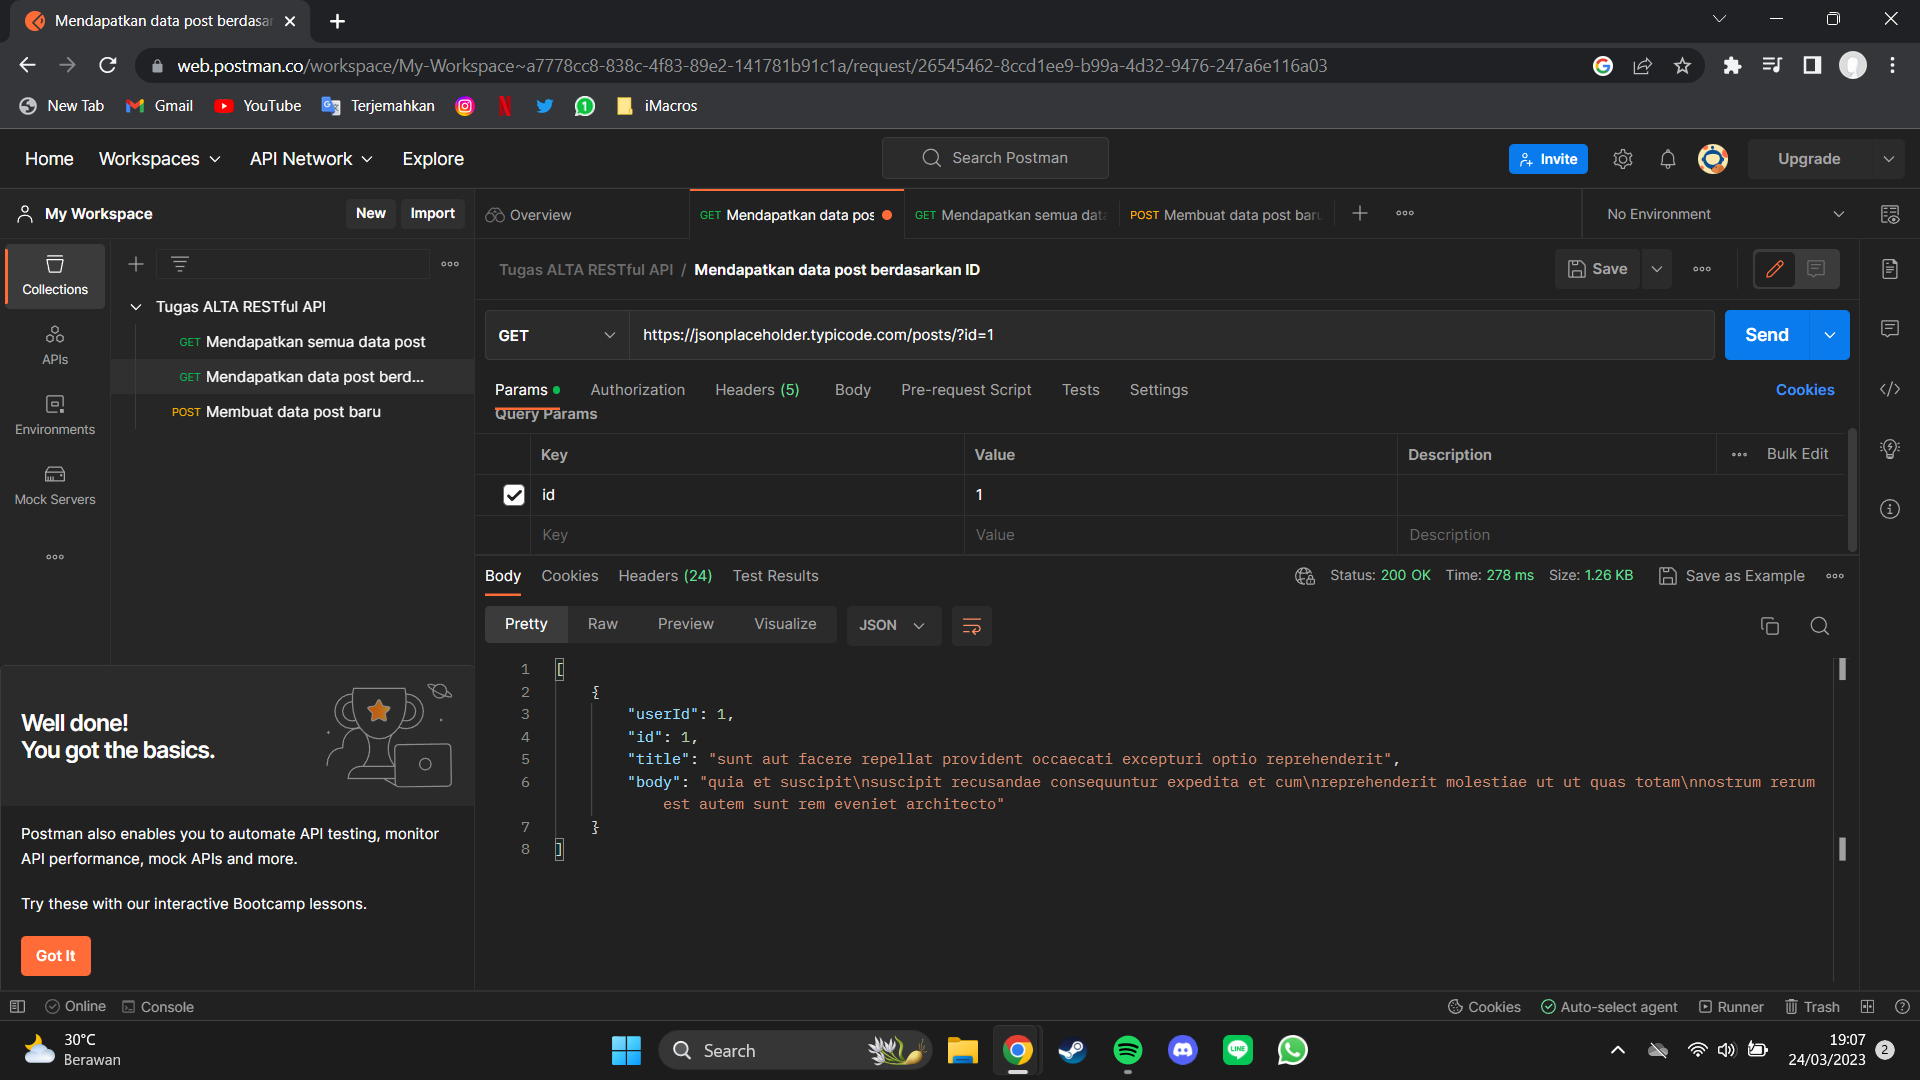 Mendapatkan data post berdasar
web.postman.co/workspace/My-Workspace~a7778cc8-838c-4f83-89e2-141781b91c1a/request/26545462-8ccd1ee9-b99a-4d32-9476-247a6e116a03
New Tab Gmail YouTube Terjemahkan iMacros
Home Workspaces API Network Explore Search Postman Invite Upgrade
My Workspace New Import Overview GET Mendapatkan data pos GET Mendapatkan semua data POST Membuat data post baru No Environment
Collections
APIs
Environments
Mock Servers
Tugas ALTA RESTful API
GET Mendapatkan semua data post
GET Mendapatkan data post berd...
POST Membuat data post baru
Tugas ALTA RESTful API / Mendapatkan data post berdasarkan ID Save
GET https://jsonplaceholder.typicode.com/posts/?id=1 Send
Params Authorization Headers (5) Body Pre-request Script Tests Settings Cookies
Query Params
Key Value Description Bulk Edit
id 1
Key Value Description
Body Cookies Headers (24) Test Results Status: 200 OK Time: 278 ms Size: 1.26 KB Save as Example
Pretty Raw Preview Visualize JSON
1 [
2 {
3 "userId": 1,
4 "id": 1,
5 "title": "sunt aut facere repellat provident occaecati excepturi optio reprehenderit",
6 "body": "quia et suscipit\nsuscipit recusandae consequuntur expedita et cum\nreprehenderit molestiae ut ut quas totam\nnostrum rerum
est autem sunt rem eveniet architecto"
7 }
8 ]
Well done!
You got the basics.
Postman also enables you to automate API testing, monitor
API performance, mock APIs and more.
Try these with our interactive Bootcamp lessons.
Got It
Online Console Cookies Auto-select agent Runner Trash
30°C
Berawan
Search
LINE
19:07
24/03/2023
2